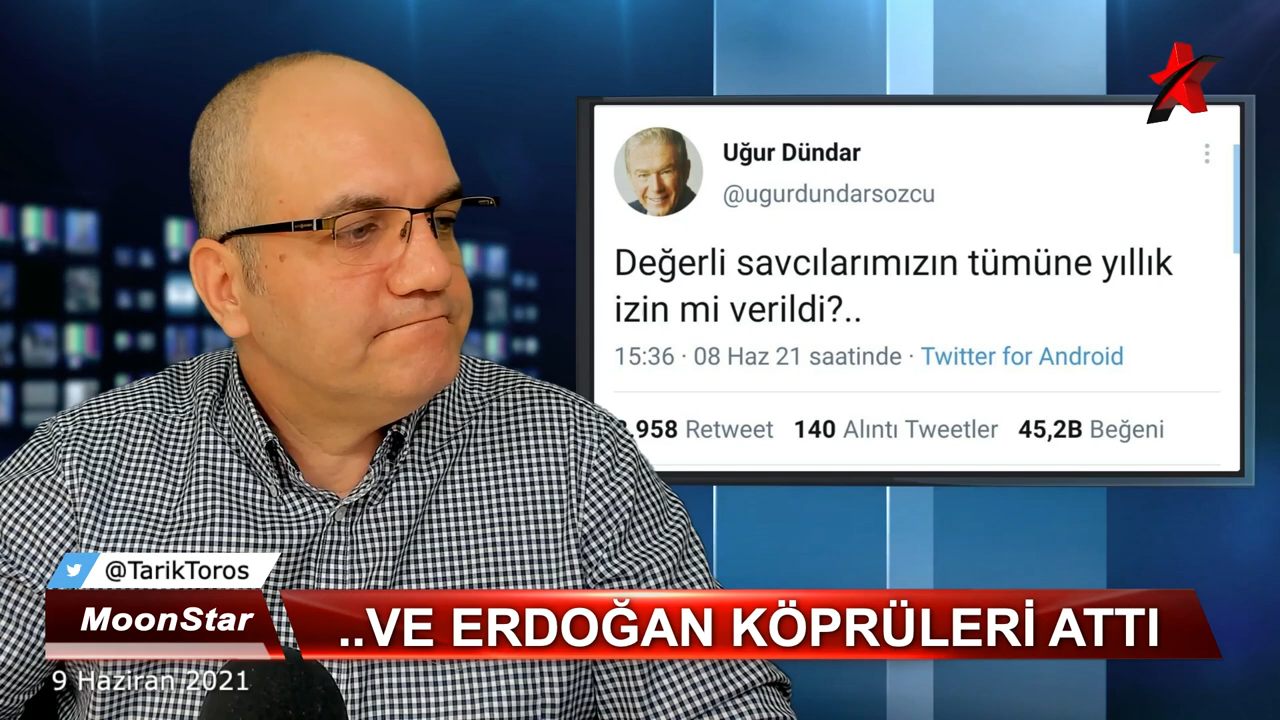 Uğur Dündar
@ugurdundarsozcu
Değerli savcılarımızın tümüne yıllık
izin mi verildi?..
15:36 · 08 Haz 21 saatinde · Twitter for Android
.958 Retweet 140 Alıntı Tweetler 45,2B Beğeni
@TarikToros
MoonStar
..VE ERDOĞAN KÖPRÜLERİ ATTI
9 Haziran 2021